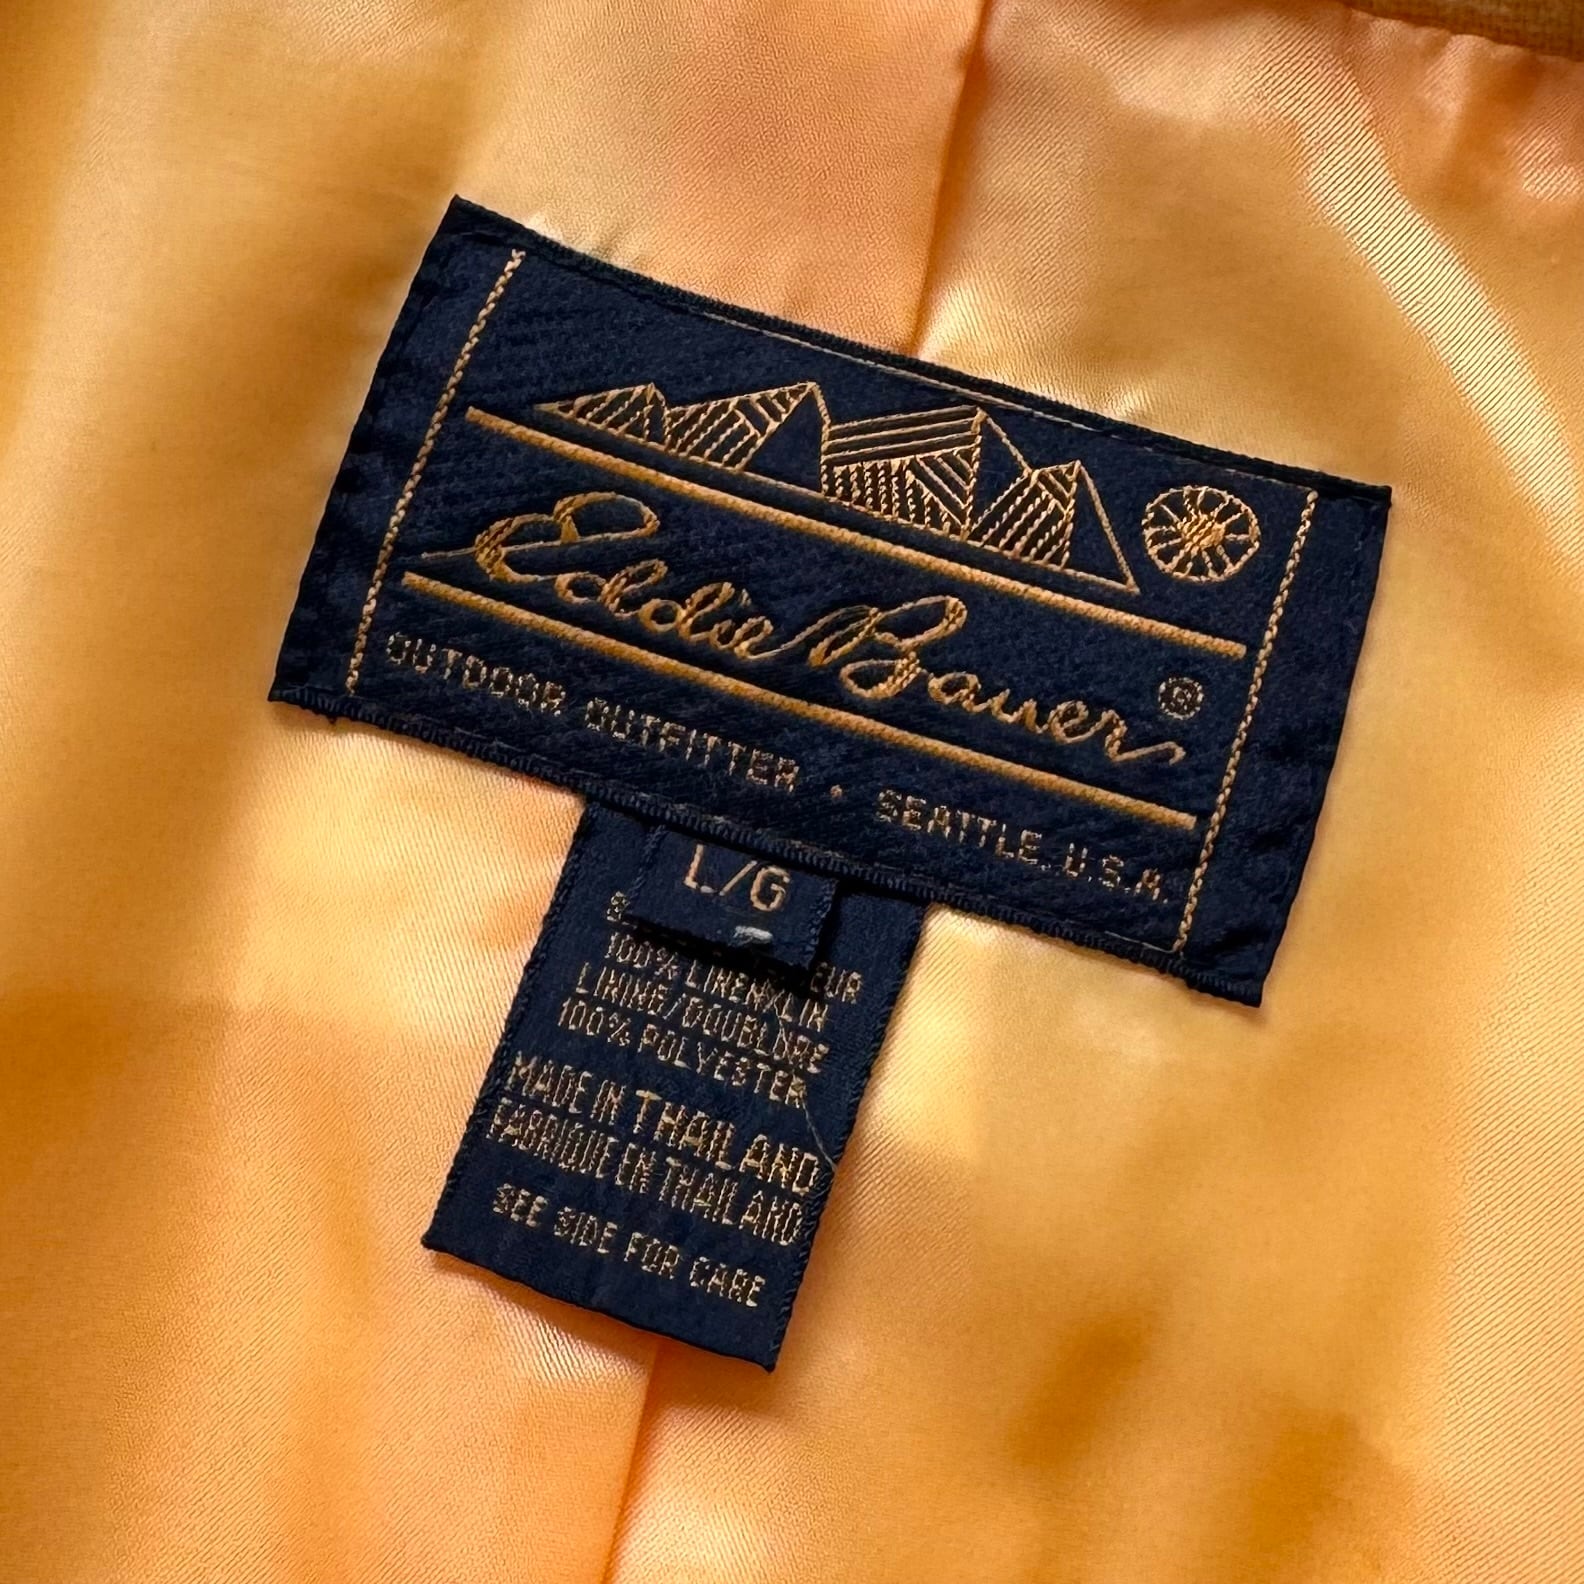 Eddie Bauer ®
OUTDOOR OUTFITTER • SEATTLE, U.S.A.
L/G
100% LINEN/LIN
LINING/DOUBLURE
100% POLYESTER
MADE IN THAILAND
FABRIQUE EN THAILAND
SEE SIDE FOR CARE